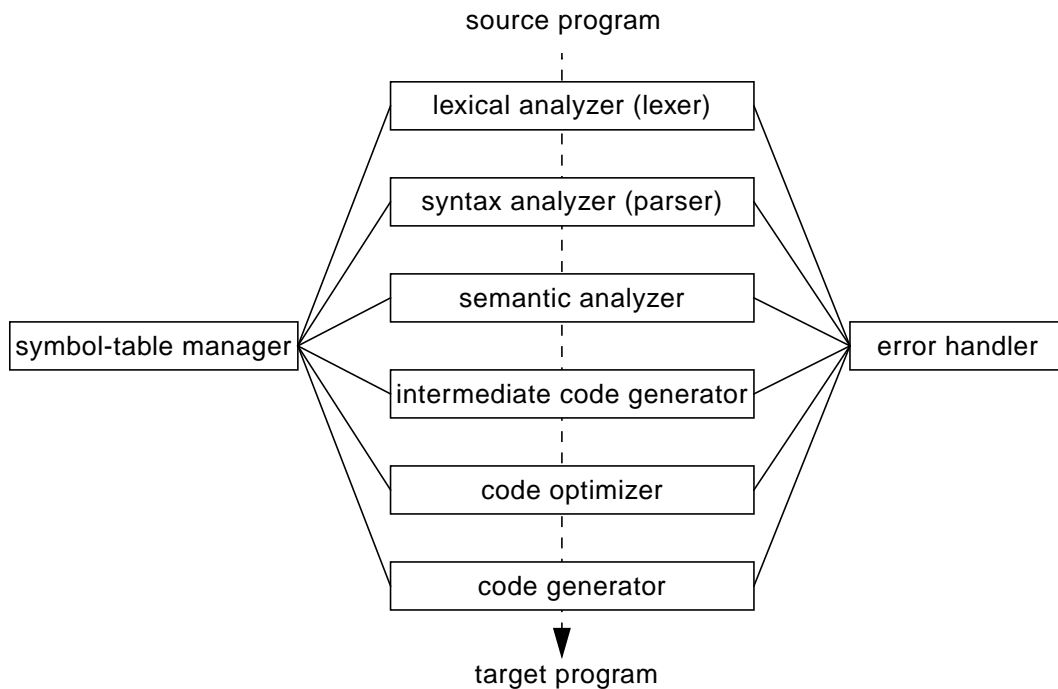 source program
lexical analyzer (lexer)
syntax analyzer (parser)
semantic analyzer
symbol-table manager
error handler
intermediate code generator
code optimizer
code generator
target program